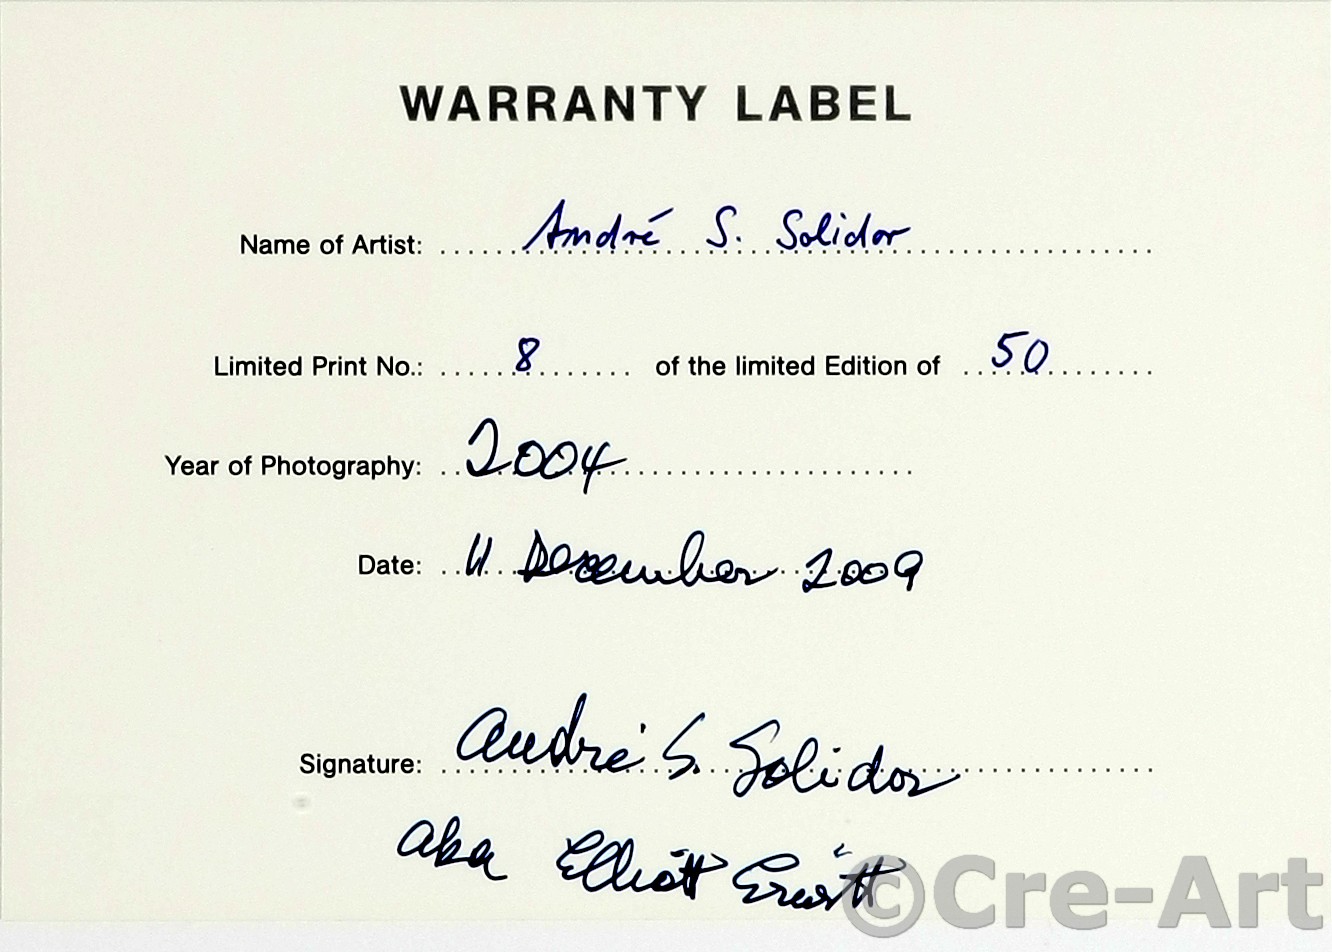 WARRANTY LABEL
Name of Artist: André S. Solidor
Limited Print No.: 8 of the limited Edition of 50
Year of Photography: 2004
Date: 11 December 2009
Signature: André S. Solidor
aka Elliott Erwitt
©Cre-Art